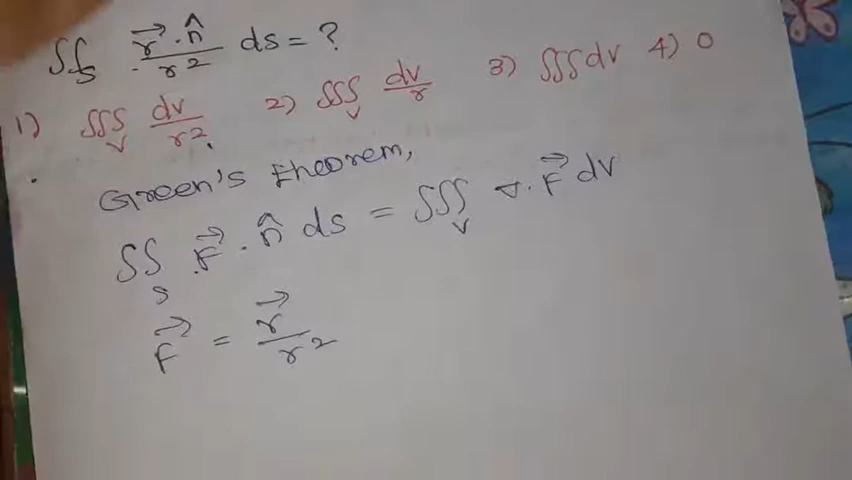 ∬_S r⃗ · n̂ / r² ds = ?
1) ∭_V dv/r² 2) ∭_V dv/r 3) ∭ dv 4) 0
Green's theorem,
∬_S F⃗ · n̂ ds = ∭_V ∇ · F⃗ dv
F⃗ = r⃗ / r²